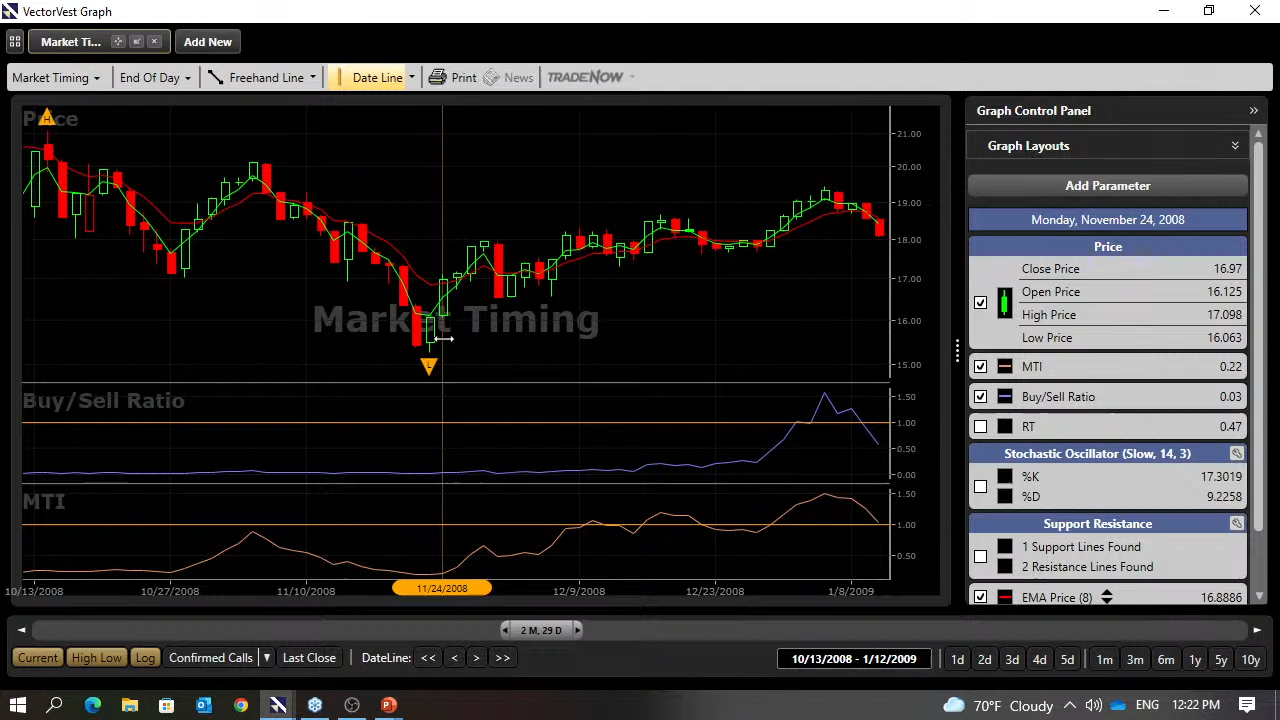 VectorVest Graph
Market Ti... Add New
Market Timing End Of Day Freehand Line Date Line Print News TRADENOW
Price
H
21.00
20.00
19.00
18.00
17.00
16.00
15.00
Market Timing
L
Buy/Sell Ratio
1.50
1.00
0.50
0.00
MTI
1.50
1.00
0.50
10/13/2008 10/27/2008 11/10/2008 11/24/2008 12/9/2008 12/23/2008 1/8/2009
Graph Control Panel
Graph Layouts
Add Parameter
Monday, November 24, 2008
Price
Close Price 16.97
Open Price 16.125
High Price 17.098
Low Price 16.063
MTI 0.22
Buy/Sell Ratio 0.03
RT 0.47
Stochastic Oscillator (Slow, 14, 3)
%K 17.3019
%D 9.2258
Support Resistance
1 Support Lines Found
2 Resistance Lines Found
EMA Price (8) 16.8886
2 M, 29 D
Current High Low Log Confirmed Calls Last Close DateLine: << < > >> 10/13/2008 - 1/12/2009 1d 2d 3d 4d 5d 1m 3m 6m 1y 5y 10y
70°F Cloudy ENG 12:22 PM